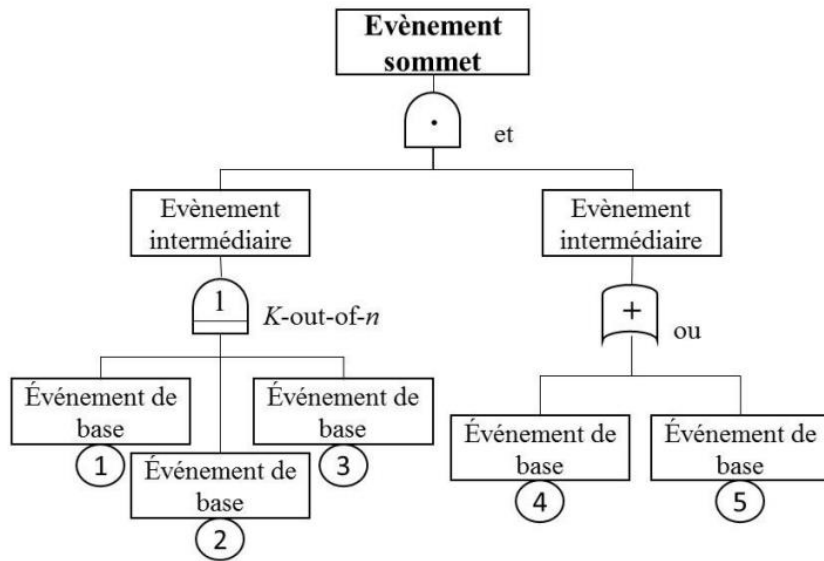 Evènement
sommet
·
et
Evènement
intermédiaire
Evènement
intermédiaire
1
K-out-of-n
+
ou
Événement de
base
1
Événement de
base
2
Événement de
base
3
Événement de
base
4
Événement de
base
5